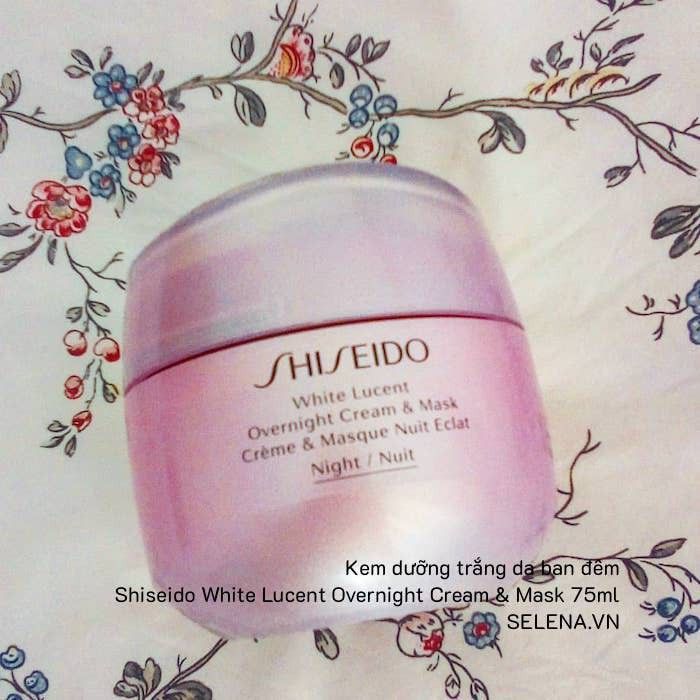 SHISEIDO
White Lucent
Overnight Cream & Mask
Crème & Masque Nuit Eclat
Night / Nuit
Kem dưỡng trắng da ban đêm
Shiseido White Lucent Overnight Cream & Mask 75ml
SELENA.VN